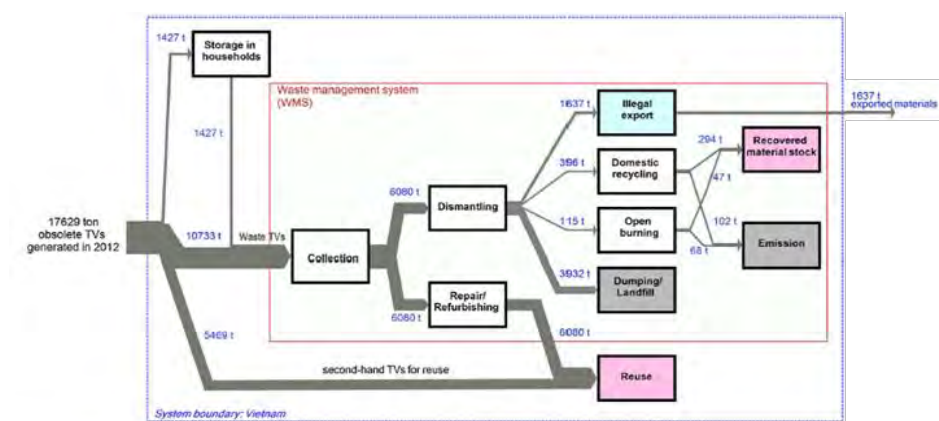 1427 t
Storage in
households
Waste management system
(WMS)
1427 t
1637 t
Illegal
export
1637 t
exported materials
294 t
Recovered
material stock
396 t
Domestic
recycling
47 t
6080 t
Dismantling
17629 ton
obsolete TVs
generated in 2012
10733 t
Waste TVs
Collection
115 t
Open
burning
102 t
68 t
Emission
3932 t
Dumping/
Landfill
Repair/
Refurbishing
6080 t
6080 t
5469 t
second-hand TVs for reuse
Reuse
System boundary: Vietnam